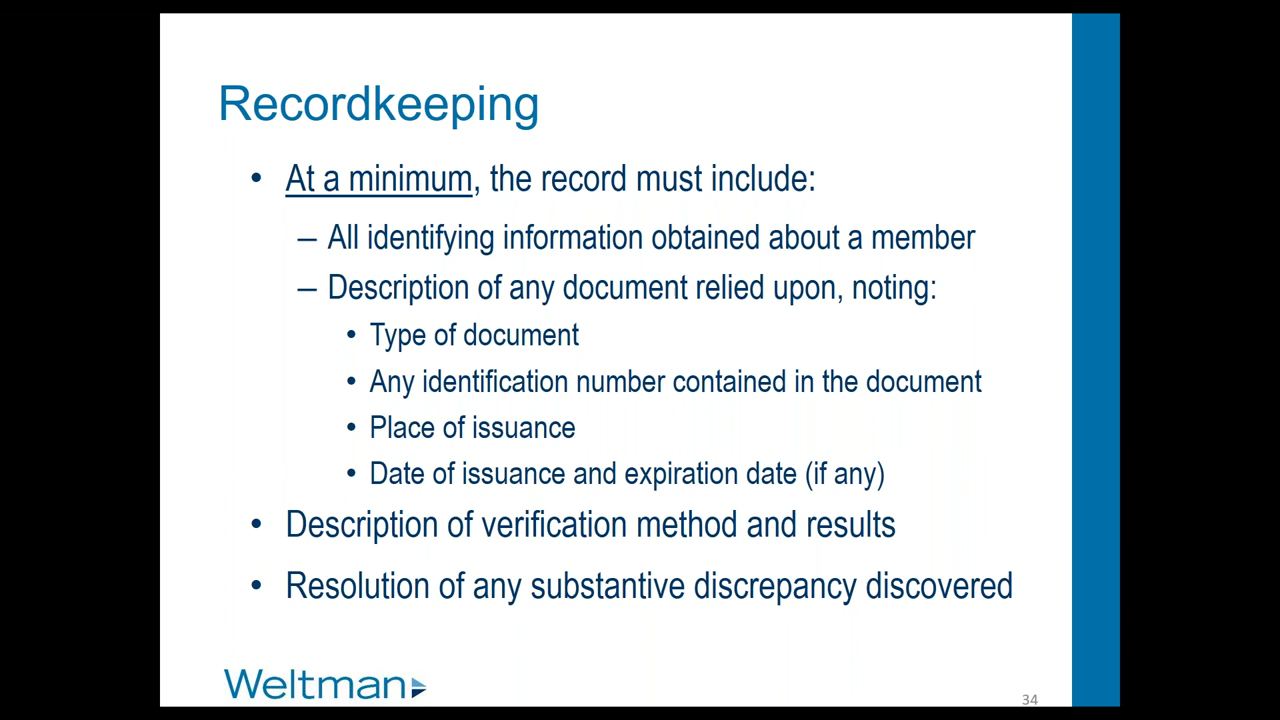 Recordkeeping
• At a minimum, the record must include:
– All identifying information obtained about a member
– Description of any document relied upon, noting:
• Type of document
• Any identification number contained in the document
• Place of issuance
• Date of issuance and expiration date (if any)
• Description of verification method and results
• Resolution of any substantive discrepancy discovered
Weltman
34